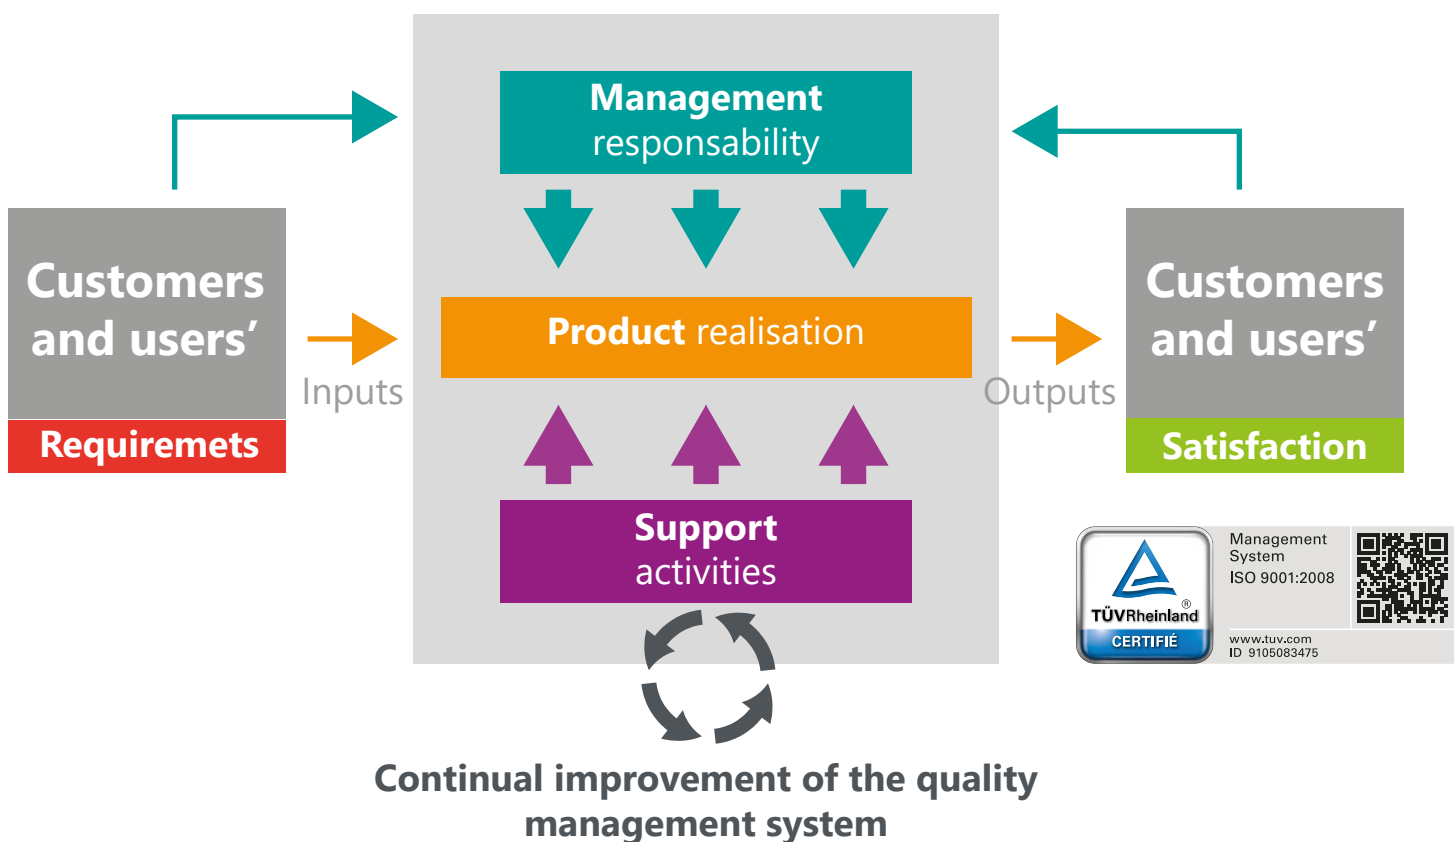 Management
responsability
Customers
and users’
Requiremets
Inputs
Product realisation
Outputs
Customers
and users’
Satisfaction
Support
activities
TÜVRheinland®
CERTIFIÉ
Management
System
ISO 9001:2008
www.tuv.com
ID 9105083475
Continual improvement of the quality
management system